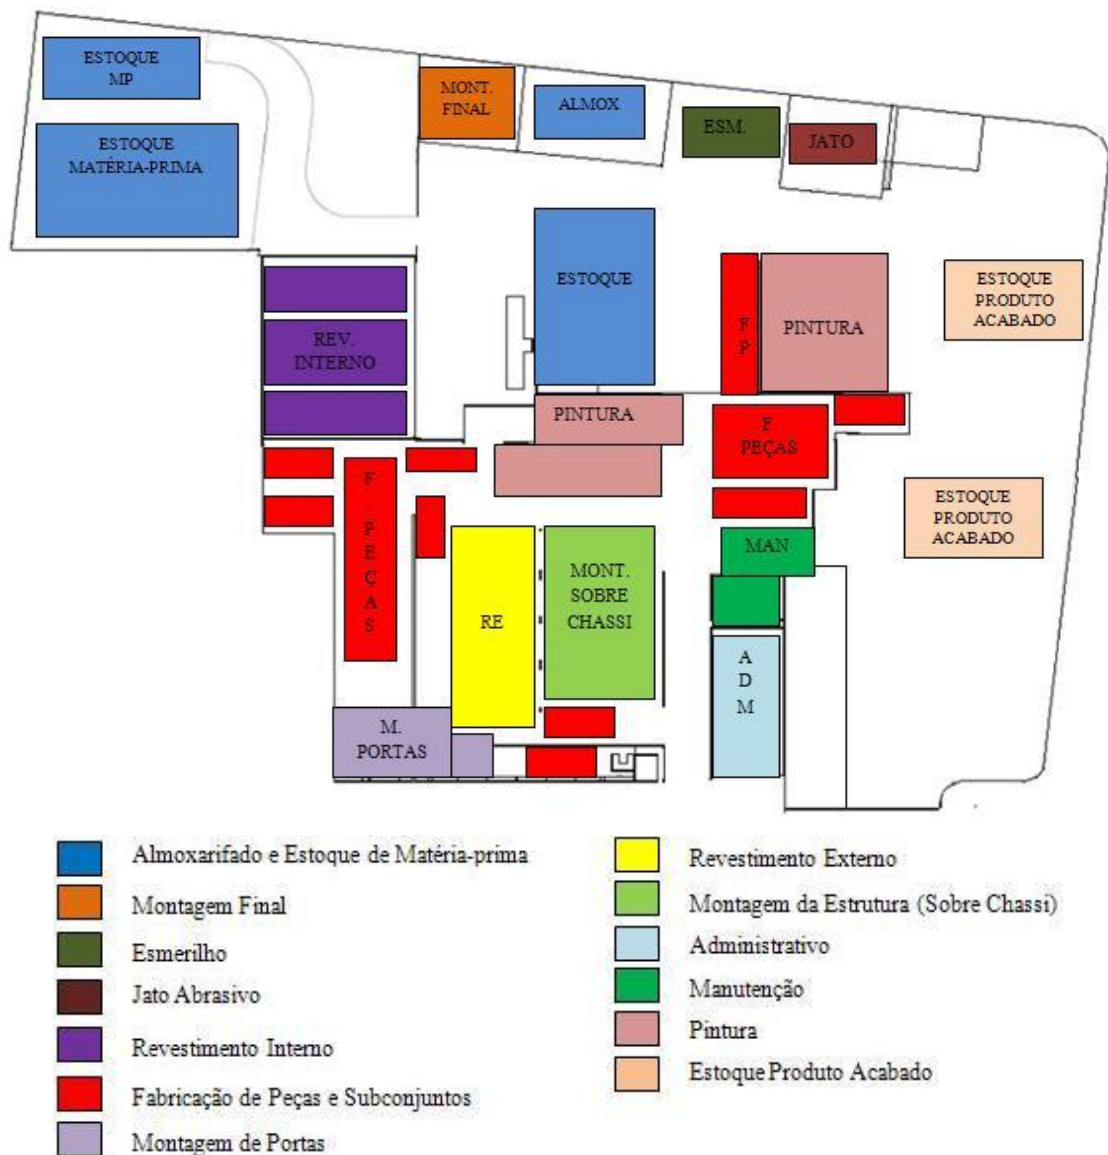 ESTOQUE
MP
ESTOQUE
MATÉRIA-PRIMA
MONT.
FINAL
ALMOX
ESM.
JATO
REV.
INTERNO
ESTOQUE
F
P
PINTURA
ESTOQUE
PRODUTO
ACABADO
PINTURA
F
PEÇAS
F
.
P
E
Ç
A
S
ESTOQUE
PRODUTO
ACABADO
RE
MONT.
SOBRE
CHASSI
MAN
A
D
M
M.
PORTAS
Almoxarifado e Estoque de Matéria-prima
Montagem Final
Esmerilho
Jato Abrasivo
Revestimento Interno
Fabricação de Peças e Subconjuntos
Montagem de Portas
Revestimento Externo
Montagem da Estrutura (Sobre Chassi)
Administrativo
Manutenção
Pintura
Estoque Produto Acabado